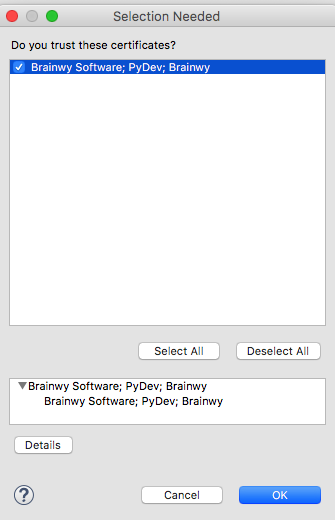 Selection Needed
Do you trust these certificates?
Brainwy Software; PyDev; Brainwy
Select All
Deselect All
Brainwy Software; PyDev; Brainwy
Brainwy Software; PyDev; Brainwy
Details
?
Cancel
OK